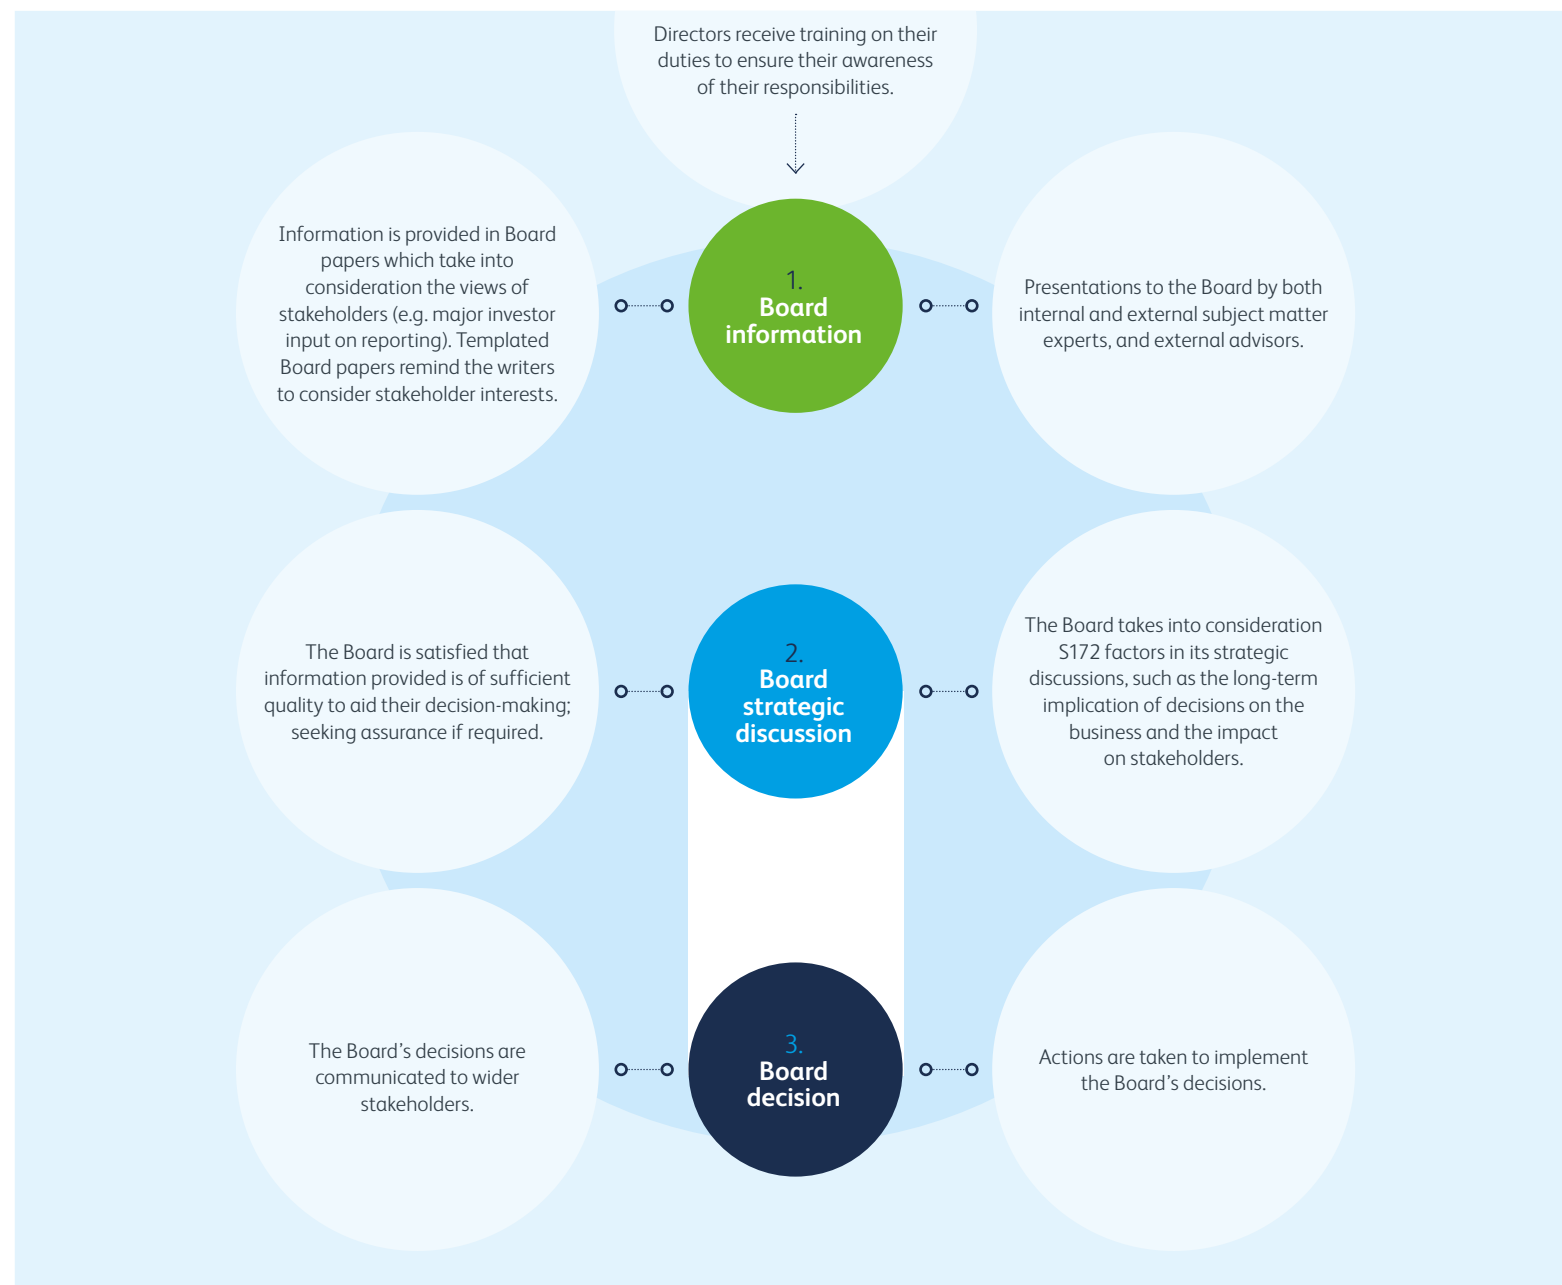 Directors receive training on their
duties to ensure their awareness
of their responsibilities.
Information is provided in Board
papers which take into
consideration the views of
stakeholders (e.g. major investor
input on reporting). Templated
Board papers remind the writers
to consider stakeholder interests.
1.
Board
information
Presentations to the Board by both
internal and external subject matter
experts, and external advisors.
The Board is satisfied that
information provided is of sufficient
quality to aid their decision-making;
seeking assurance if required.
2.
Board
strategic
discussion
The Board takes into consideration
S172 factors in its strategic
discussions, such as the long-term
implication of decisions on the
business and the impact
on stakeholders.
The Board’s decisions are
communicated to wider
stakeholders.
3.
Board
decision
Actions are taken to implement
the Board’s decisions.